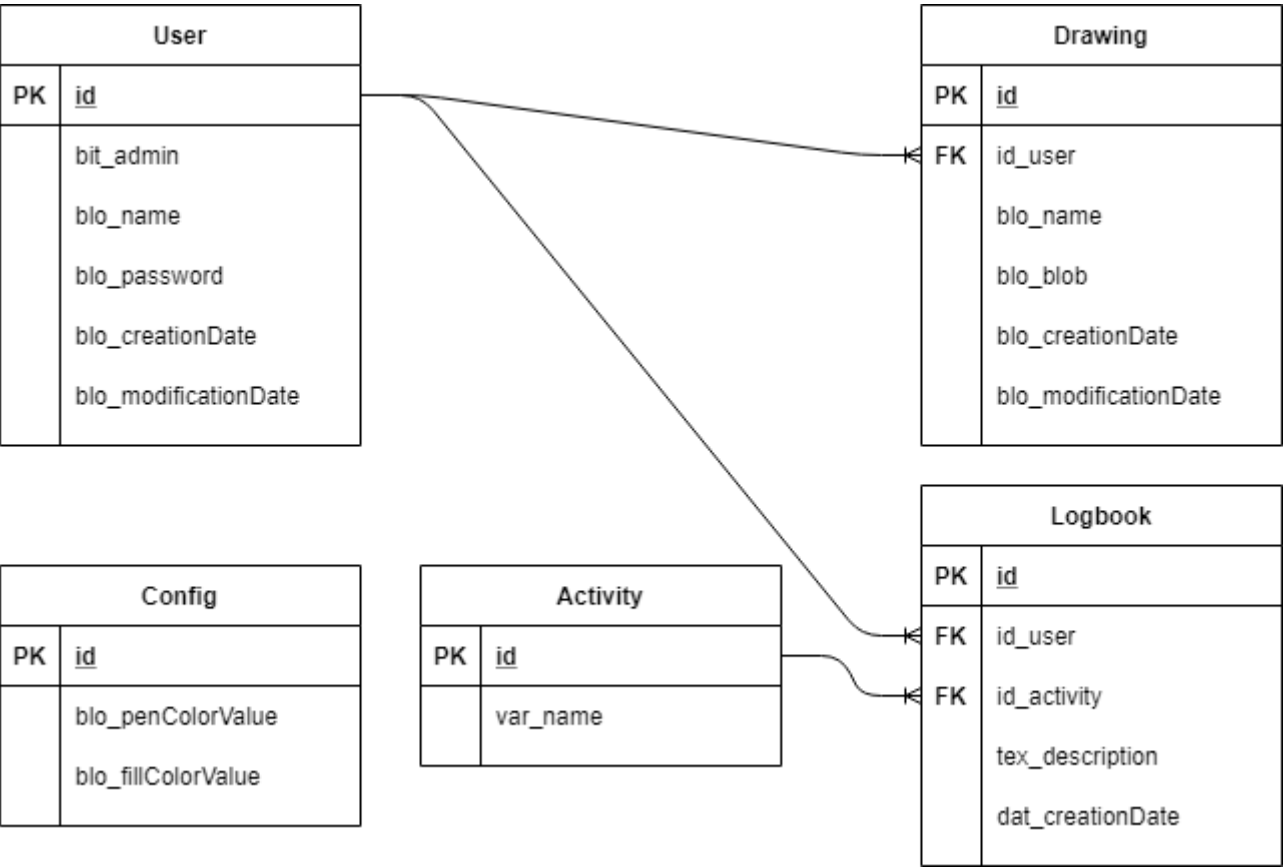 User
PK id
bit_admin
blo_name
blo_password
blo_creationDate
blo_modificationDate
Drawing
PK id
FK id_user
blo_name
blo_blob
blo_creationDate
blo_modificationDate
Config
PK id
blo_penColorValue
blo_fillColorValue
Activity
PK id
var_name
Logbook
PK id
FK id_user
FK id_activity
tex_description
dat_creationDate